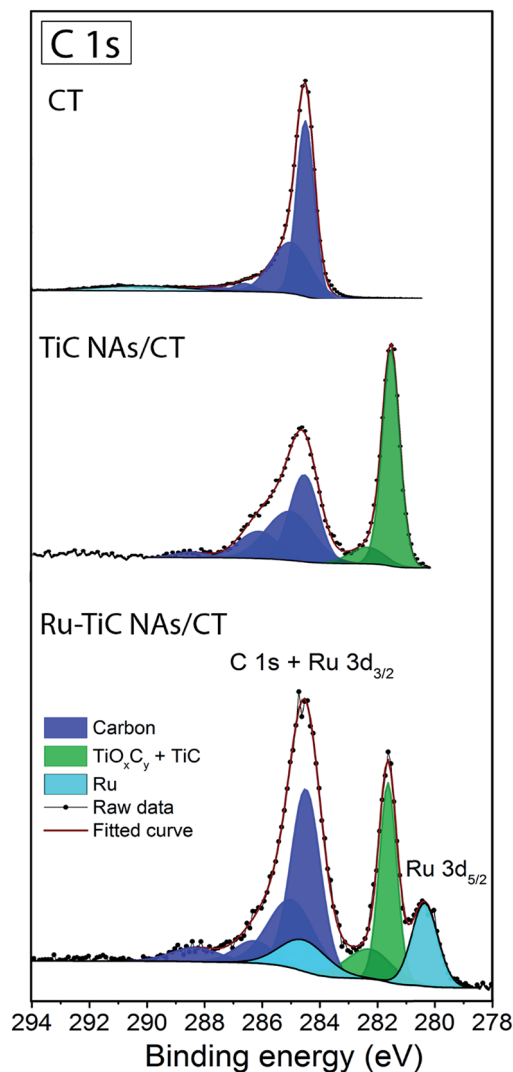 C 1s
CT
TiC NAs/CT
Ru-TiC NAs/CT
C 1s + Ru 3d3/2
Carbon
TiOxCy + TiC
Ru
Raw data
Fitted curve
Ru 3d5/2
294 292 290 288 286 284 282 280 278
Binding energy (eV)